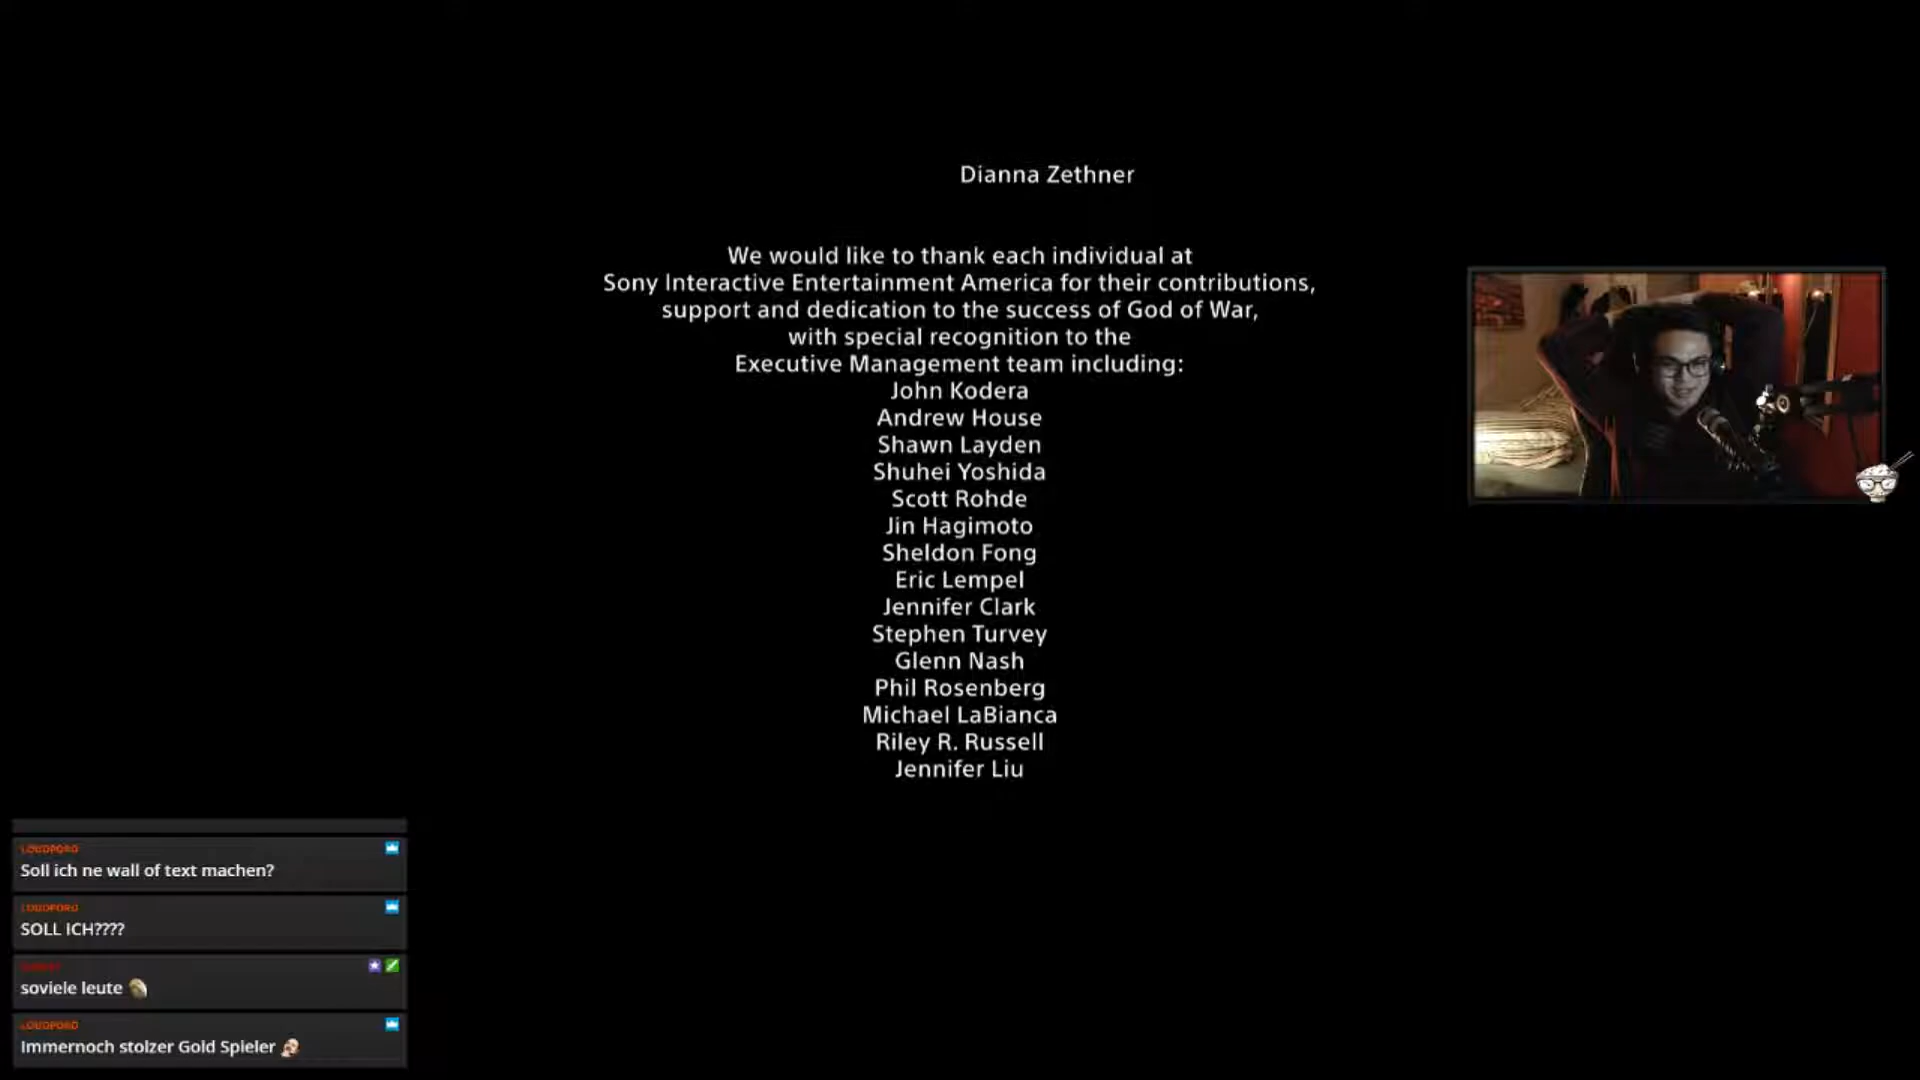 Dianna Zethner
We would like to thank each individual at
Sony Interactive Entertainment America for their contributions,
support and dedication to the success of God of War,
with special recognition to the
Executive Management team including:
John Kodera
Andrew House
Shawn Layden
Shuhei Yoshida
Scott Rohde
Jin Hagimoto
Sheldon Fong
Eric Lempel
Jennifer Clark
Stephen Turvey
Glenn Nash
Phil Rosenberg
Michael LaBianca
Riley R. Russell
Jennifer Liu
LOUDPORD
Soll ich ne wall of text machen?
LOUDPORD
SOLL ICH????
soviele leute
LOUDPORD
Immernoch stolzer Gold Spieler